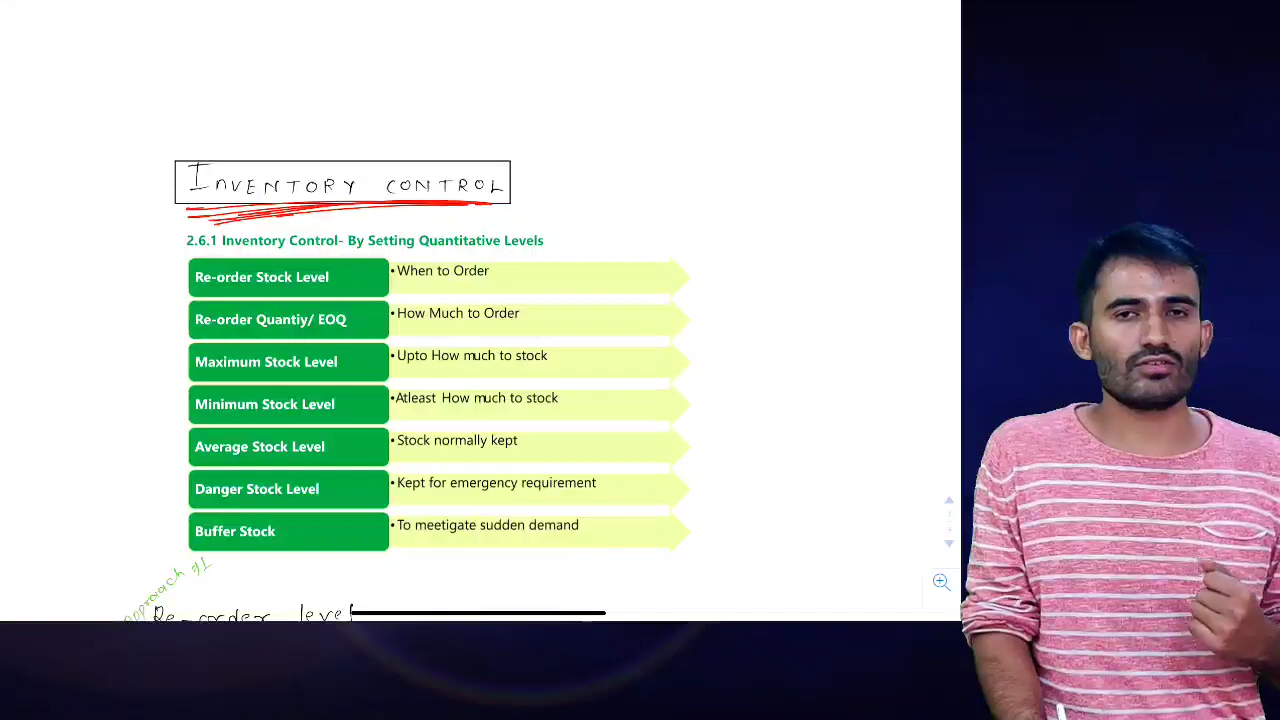 INVENTORY CONTROL
2.6.1 Inventory Control- By Setting Quantitative Levels
Re-order Stock Level
•When to Order
Re-order Quantiy/ EOQ
•How Much to Order
Maximum Stock Level
•Upto How much to stock
Minimum Stock Level
•Atleast How much to stock
Average Stock Level
•Stock normally kept
Danger Stock Level
•Kept for emergency requirement
Buffer Stock
•To meetigate sudden demand
Approach
Re-order level